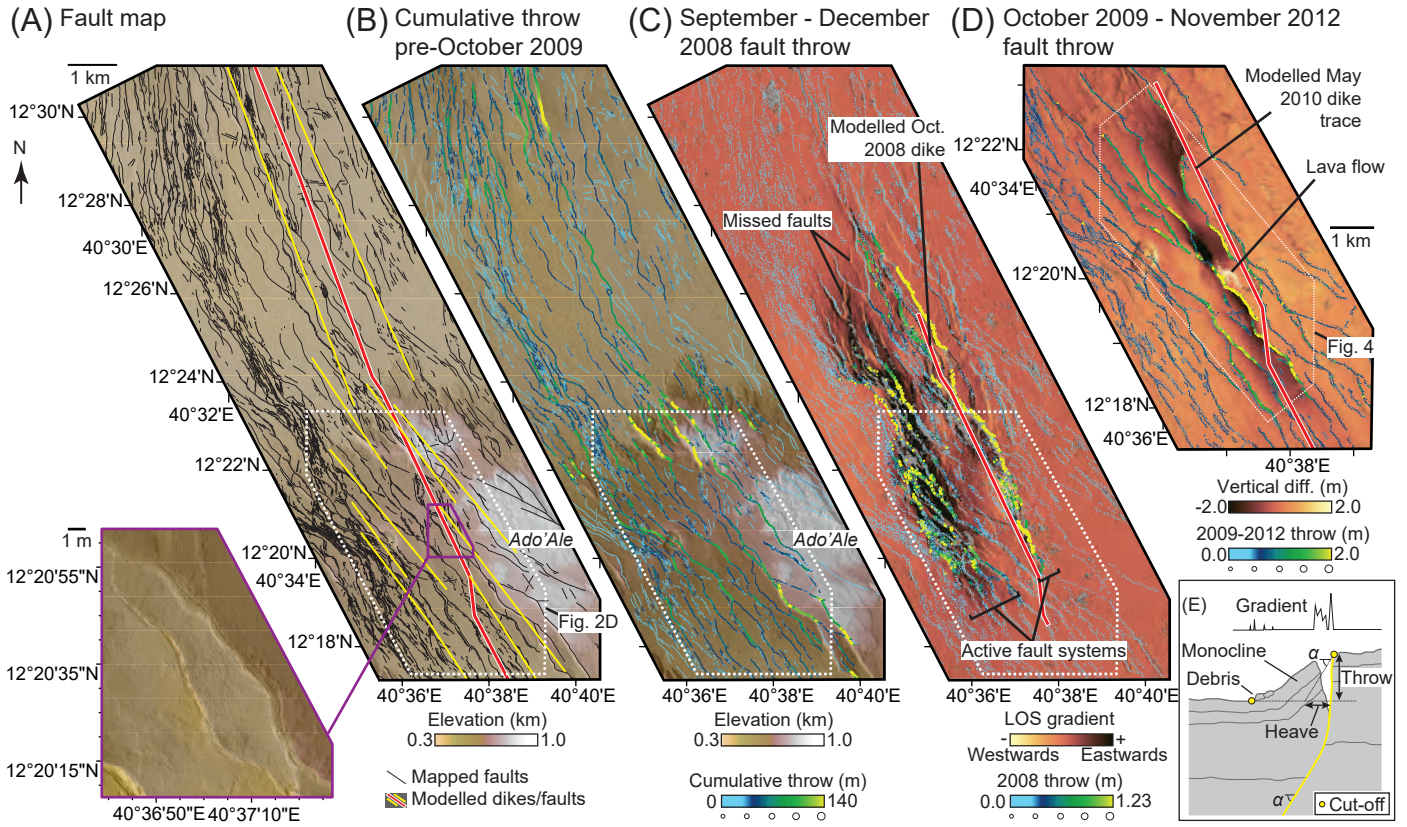 (A) Fault map
(B) Cumulative throw
pre-October 2009
(C) September - December
2008 fault throw
(D) October 2009 - November 2012
fault throw
1 km
12°30'N
N
12°28'N
40°30'E
12°26'N
12°24'N
40°32'E
12°22'N
12°20'N
40°34'E
12°18'N
Ado'Ale
Fig. 2D
1 m
12°20'55"N
12°20'35"N
12°20'15"N
40°36'50"E
40°37'10"E
Ado'Ale
40°36'E
40°38'E
40°40'E
Elevation (km)
0.3
1.0
Mapped faults
Modelled dikes/faults
Modelled Oct.
2008 dike
Missed faults
Active fault systems
40°36'E
40°38'E
40°40'E
Elevation (km)
0.3
1.0
Cumulative throw (m)
0
140
LOS gradient
-
+
Westwards
Eastwards
2008 throw (m)
0.0
1.23
Modelled May
2010 dike
trace
Lava flow
12°22'N
40°34'E
1 km
12°20'N
Fig. 4
12°18'N
40°36'E
40°38'E
Vertical diff. (m)
-2.0
2.0
2009-2012 throw (m)
0.0
2.0
(E)
Gradient
Monocline
α
Debris
Throw
Heave
α
Cut-off